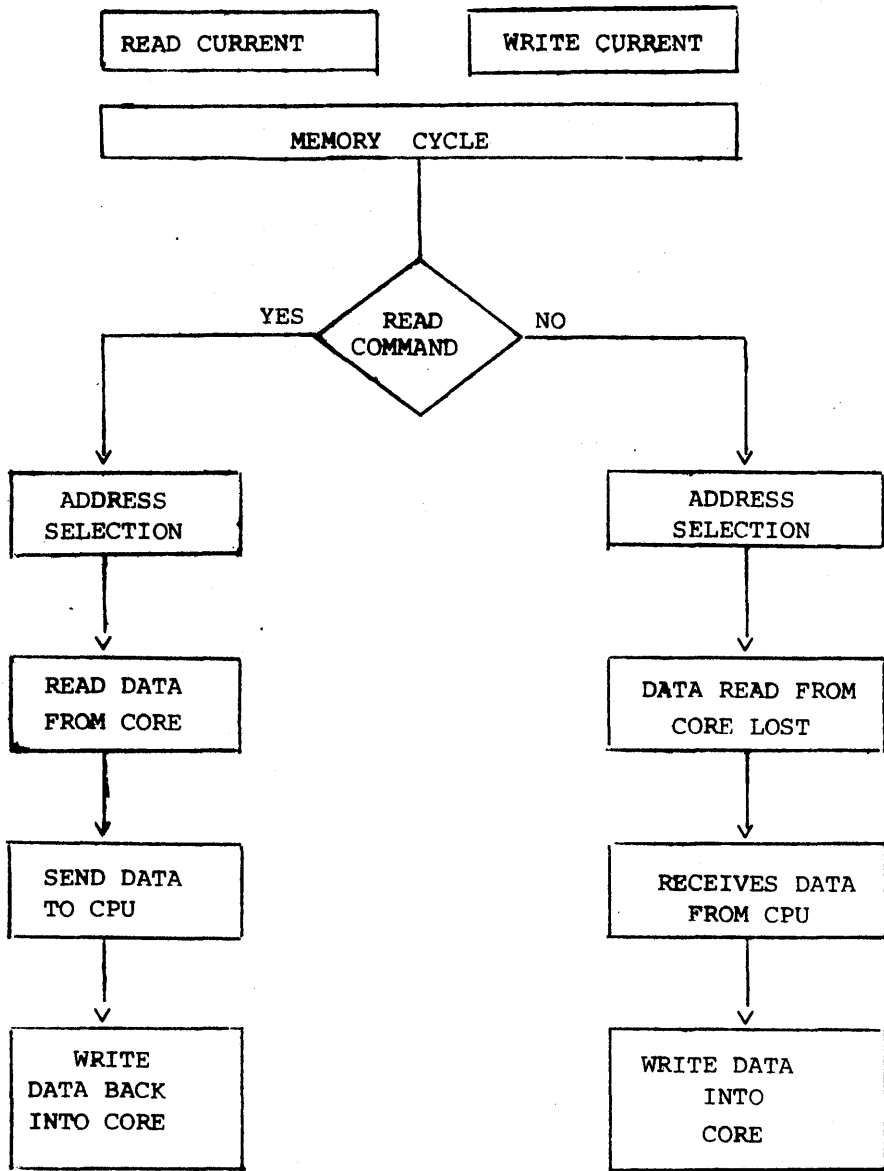 READ CURRENT
WRITE CURRENT
MEMORY CYCLE
YES
READ
COMMAND
NO
ADDRESS
SELECTION
ADDRESS
SELECTION
READ DATA
FROM CORE
DATA READ FROM
CORE LOST
SEND DATA
TO CPU
RECEIVES DATA
FROM CPU
WRITE
DATA BACK
INTO CORE
WRITE DATA
INTO
CORE